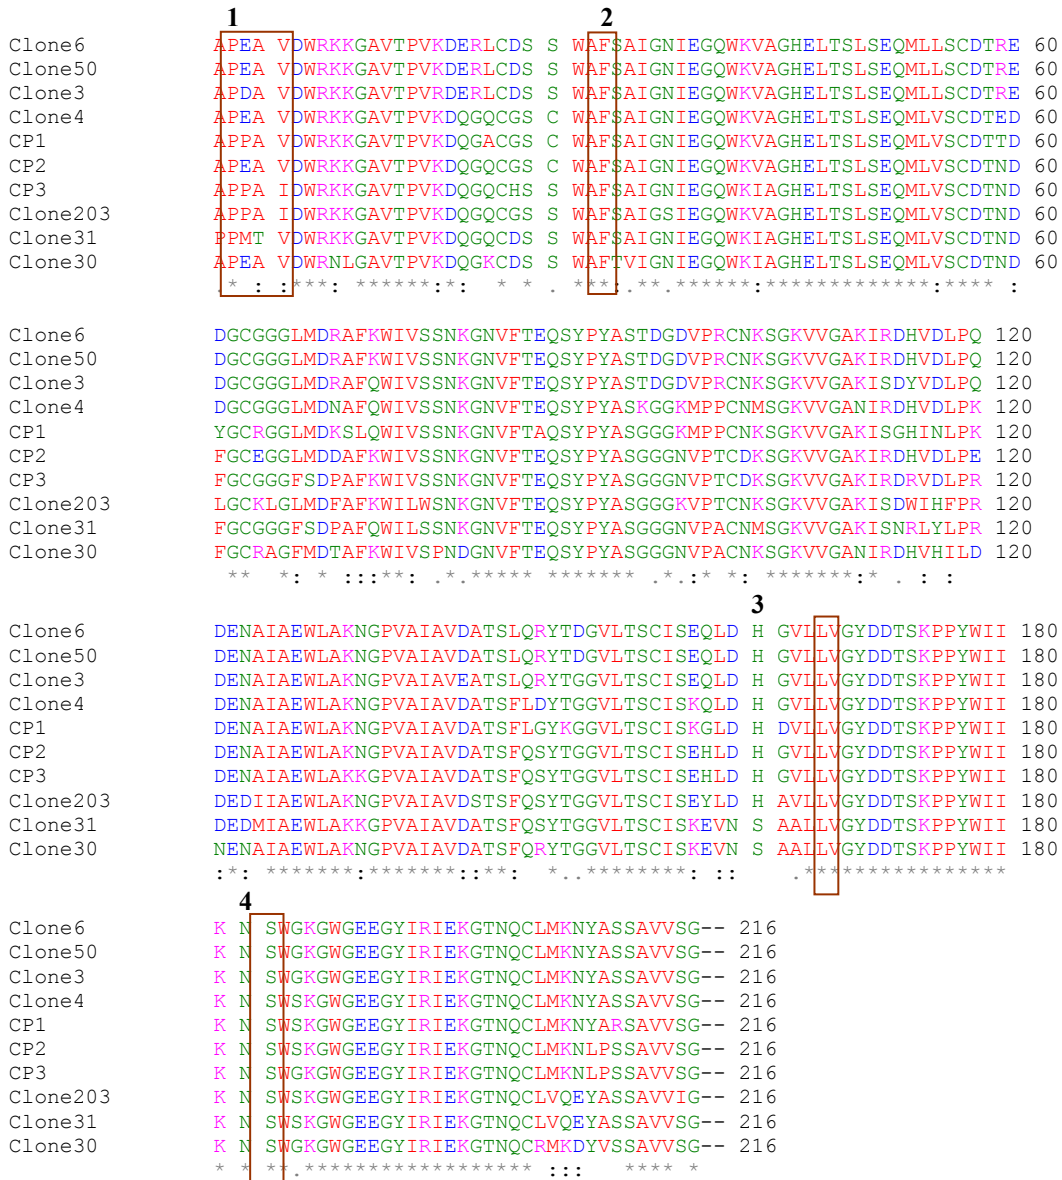 1 2
Clone6 APEA VDWRKKGAVTPVKDERLCDS S WAFSAIGNIEGQWKVAGHELTSLSEQMLLSCDTRE 60
Clone50 APEA VDWRKKGAVTPVKDERLCDS S WAFSAIGNIEGQWKVAGHELTSLSEQMLLSCDTRE 60
Clone3 APDA VDWRKKGAVTPVRDERLCDS S WAFSAIGNIEGQWKVAGHELTSLSEQMLLSCDTRE 60
Clone4 APEA VDWRKKGAVTPVKDQGQCGS C WAFSAIGNIEGQWKVAGHELTSLSEQMLVSCDTED 60
CP1 APPA VDWRKKGAVTPVKDQGACGS C WAFSAIGNIEGQWKVAGHELTSLSEQMLVSCDTTD 60
CP2 APEA VDWRKKGAVTPVKDQGQCGS C WAFSAIGNIEGQWKVAGHELTSLSEQMLVSCDTND 60
CP3 APPA IDWRKKGAVTPVKDQGQCHS S WAFSAIGNIEGQWKIAGHELTSLSEQMLVSCDTND 60
Clone203 APPA IDWRKKGAVTPVKDQGQCGS S WAFSAIGSIEGQWKVAGHELTSLSEQMLVSCDTND 60
Clone31 PPMT VDWRKKGAVTPVKDQGQCDS S WAFSAIGNIEGQWKIAGHELTSLSEQMLVSCDTND 60
Clone30 APEA VDWRNLGAVTPVKDQGKCDS S WAFTVIGNIEGQWKIAGHELTSLSEQMLVSCDTND 60
.* : :***: ******:*: * * . ***:.**.******:*************:**** :
Clone6 DGCGGGLMDRAFKWIVSSNKGNVFTEQSYPYASTDGDVPRCNKSGKVVGAKIRDHVDLPQ 120
Clone50 DGCGGGLMDRAFKWIVSSNKGNVFTEQSYPYASTDGDVPRCNKSGKVVGAKIRDHVDLPQ 120
Clone3 DGCGGGLMDRAFQWIVSSNKGNVFTEQSYPYASTDGDVPRCNKSGKVVGAKISDYVDLPQ 120
Clone4 DGCGGGLMDNAFQWIVSSNKGNVFTEQSYPYASKGGKMPPCNMSGKVVGANIRDHVDLPK 120
CP1 YGCRGGLMDKSLQWIVSSNKGNVFTAQSYPYASGGGKMPPCNKSGKVVGAKISGHINLPK 120
CP2 FGCEGGLMDDAFKWIVSSNKGNVFTEQSYPYASGGGNVPTCDKSGKVVGAKIRDHVDLPE 120
CP3 FGCGGGFSDPAFKWIVSSNKGNVFTEQSYPYASGGGNVPTCDKSGKVVGAKIRDRVDLPR 120
Clone203 LGCKLGLMDFAFKWILWSNKGNVFTEQSYPYASGGGKVPTCNKSGKVVGAKISDWIHFPR 120
Clone31 FGCGGGFSDPAFQWILSSNKGNVFTEQSYPYASGGGNVPACNMSGKVVGAKISNRLYLPR 120
Clone30 FGCRAGFMDTAFKWIVSPNDGNVFTEQSYPYASGGGNVPACNKSGKVVGANIRDHVHILD 120
** *: * :::**: .*.***** ******* .*.:* *: *******:* . : :
3
Clone6 DENAIAEWLAKNGPVAIAVDATSLQRYTDGVLTSCISEQLD H GVLLVGYDDTSKPPYWII 180
Clone50 DENAIAEWLAKNGPVAIAVDATSLQRYTDGVLTSCISEQLD H GVLLVGYDDTSKPPYWII 180
Clone3 DENAIAEWLAKNGPVAIAVEATSLQRYTGGVLTSCISEQLD H GVLLVGYDDTSKPPYWII 180
Clone4 DENAIAEWLAKNGPVAIAVDATSFLDYTGGVLTSCISKQLD H GVLLVGYDDTSKPPYWII 180
CP1 DENAIAEWLAKNGPVAIAVDATSFLGYKGGVLTSCISKGLD H DVLLVGYDDTSKPPYWII 180
CP2 DENAIAEWLAKNGPVAIAVDATSFQSYTGGVLTSCISEHLD H GVLLVGYDDTSKPPYWII 180
CP3 DENAIAEWLAKKGPVAIAVDATSFQSYTGGVLTSCISEHLD H GVLLVGYDDTSKPPYWII 180
Clone203 DEDIIAEWLAKNGPVAIAVDSTSFQSYTGGVLTSCISEYLD H AVLLVGYDDTSKPPYWII 180
Clone31 DEDMIAEWLAKKGPVAIAVDATSFQSYTGGVLTSCISKEVN S AALLVGYDDTSKPPYWII 180
Clone30 NENAIAEWLAKNGPVAIAVDATSFQRYTGGVLTSCISKEVN S AALLVGYDDTSKPPYWII 180
:*: *******:*******::**: *..********: :: .****************
4
Clone6 K N SWGKGWGEEGYIRIEKGTNQCLMKNYASSAVVSG-- 216
Clone50 K N SWGKGWGEEGYIRIEKGTNQCLMKNYASSAVVSG-- 216
Clone3 K N SWGKGWGEEGYIRIEKGTNQCLMKNYASSAVVSG-- 216
Clone4 K N SWSKGWGEEGYIRIEKGTNQCLMKNYASSAVVSG-- 216
CP1 K N SWSKGWGEEGYIRIEKGTNQCLMKNYARSAVVSG-- 216
CP2 K N SWSKGWGEEGYIRIEKGTNQCLMKNLPSSAVVSG-- 216
CP3 K N SWSKGWGEEGYIRIEKGTNQCLMKNLPSSAVVSG-- 216
Clone203 K N SWSKGWGEEGYIRIEKGTNQCLVQEYASSAVVIG-- 216
Clone31 K N SWSKGWGEEGYIRIEKGTNQCLVQEYASSAVVSG-- 216
Clone30 K N SWGKGWGEEGYIRIEKGTNQCRMKDYVSSAVVSG-- 216
* * **.***************** ::: **** *